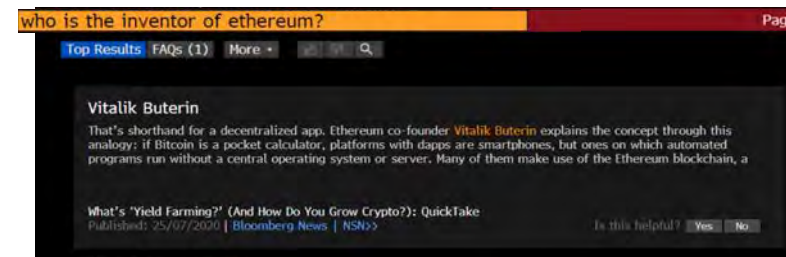 who is the inventor of ethereum?
Pag
Top Results FAQs (1) More
Vitalik Buterin
That's shorthand for a decentralized app. Ethereum co-founder Vitalik Buterin explains the concept through this
analogy: if Bitcoin is a pocket calculator, platforms with dapps are smartphones, but ones on which automated
programs run without a central operating system or server. Many of them make use of the Ethereum blockchain, a
What's 'Yield Farming?' (And How Do You Grow Crypto?): QuickTake
Published: 25/07/2020 | Bloomberg News | NSN>> Is this helpful? Yes No